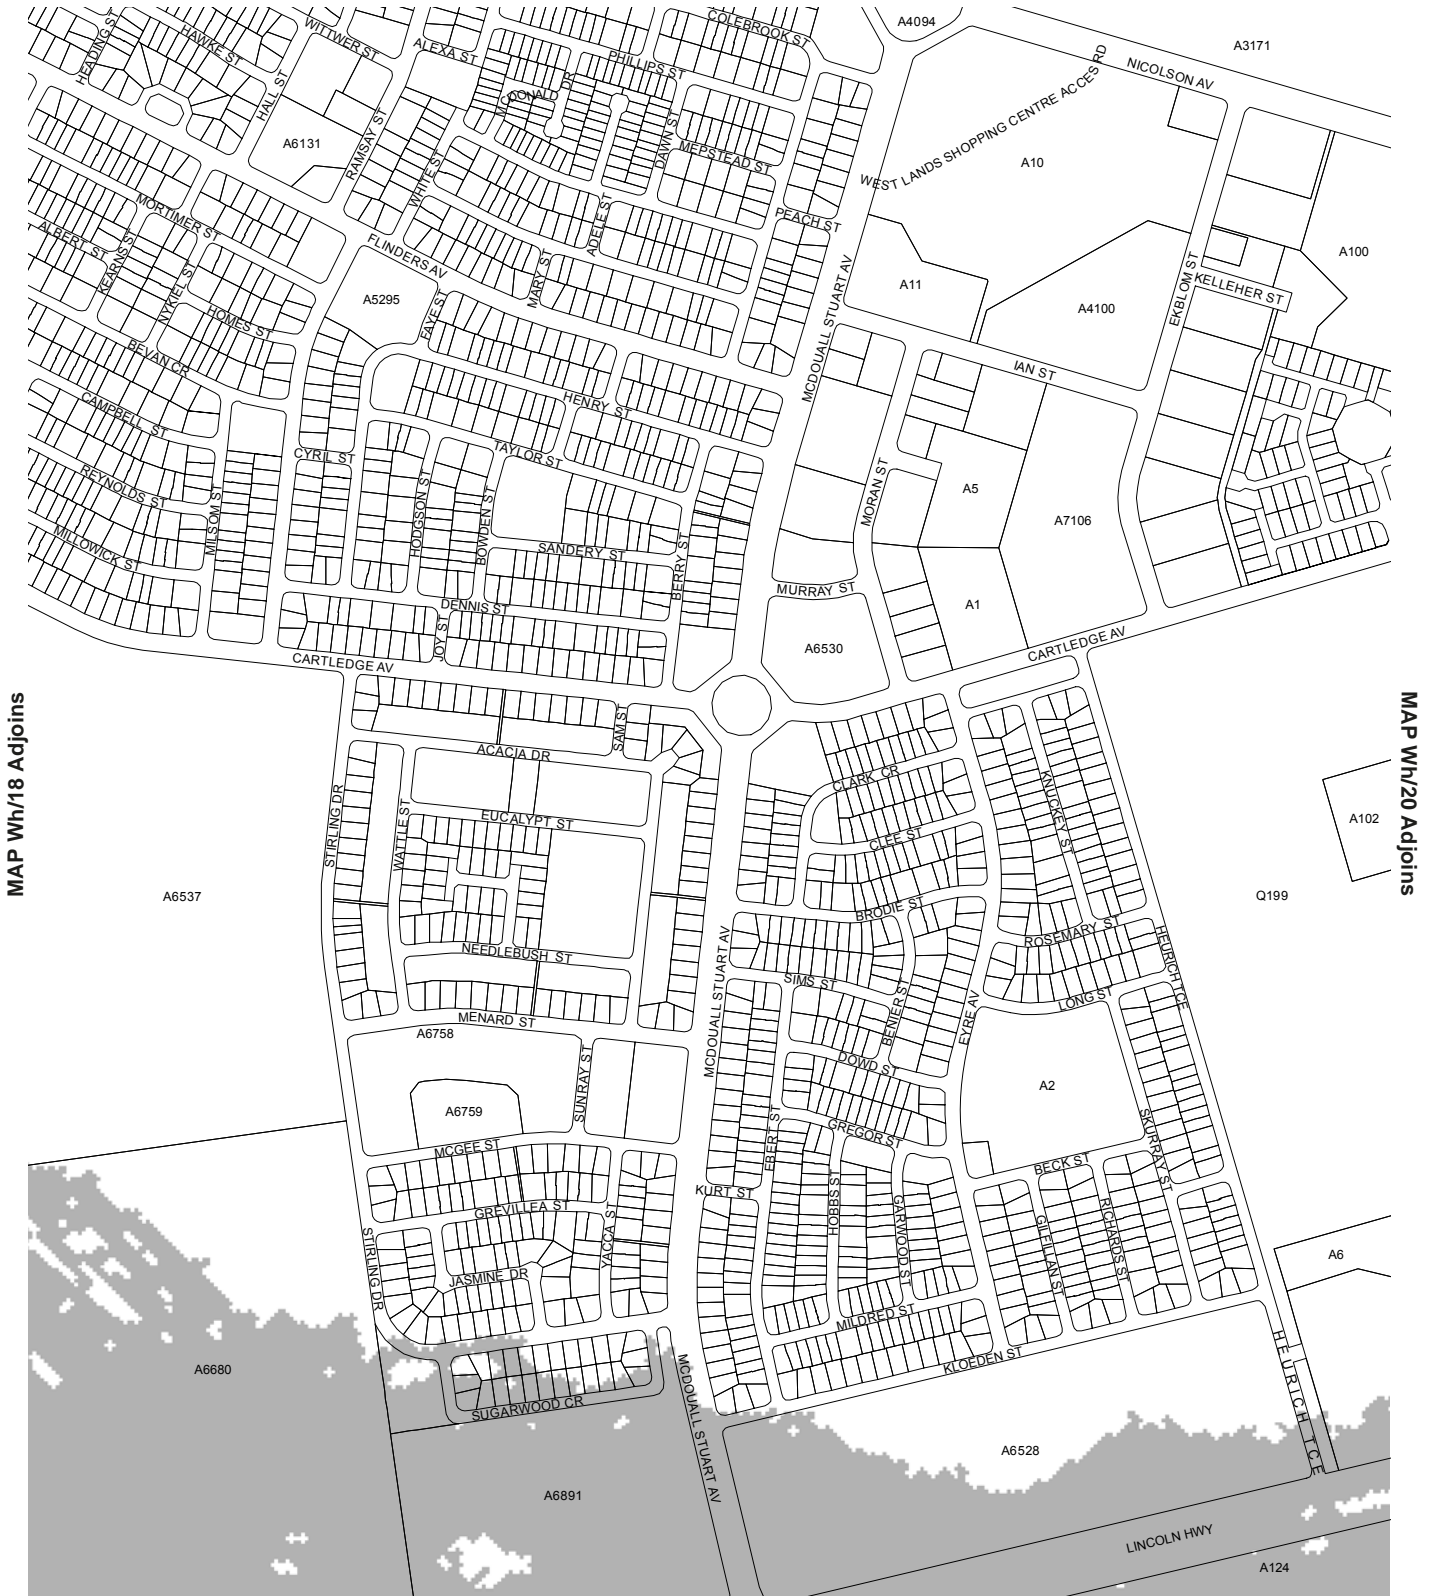 COLEBROOK ST
A4094
HEADING ST
HAWKE ST
WITTWER ST
ALEXA ST
PHILLIPS ST
A3171
NICOLSON AV
HALL ST
MCDONALD DR
WEST LANDS SHOPPING CENTRE ACCES RD
A6131
RAMSAY ST
DAWN ST
MEPSTEAD ST
A10
WHITE ST
MORTIMER ST
ADELE ST
PEACH ST
ALBERT ST
KEARNS ST
FLINDERS AV
A100
NYKIEL ST
MARY ST
MCDOUALL STUART AV
A11
EKBLOM ST
KELLEHER ST
A5295
FAYE ST
A4100
HOMES ST
BEVAN CR
IAN ST
CAMPBELL ST
HENRY ST
CYRIL ST
TAYLOR ST
REYNOLDS ST
MILSOM ST
HODGSON ST
BOWDEN ST
MORAN ST
A5
A7106
MILLOWICK ST
SANDERY ST
BERRY ST
MURRAY ST
DENNIS ST
A1
JOY ST
A6530
CARTLEDGE AV
CARTLEDGE AV
MAP Wh/18 Adjoins
MAP Wh/20 Adjoins
SAM ST
ACACIA DR
CLARK CR
KNUCKEY ST
STIRLING DR
WATTLE ST
EUCALYPT ST
CLEE ST
A102
A6537
BRODIE ST
Q199
ROSEMARY ST
NEEDLEBUSH ST
MCDOUALL STUART AV
SIMS ST
HEURICH TCE
BENIER ST
EYRE AV
LONG ST
MENARD ST
A6758
DOWD ST
SUNRAY ST
A2
A6759
EBERT ST
GREGOR ST
SKURRAY ST
MCGEE ST
BECK ST
KURT ST
HOBBS ST
GARWOOD ST
GREVILLEA ST
YACCA ST
GILFILLAN ST
RICHARDS ST
STIRLING DR
A6
JASMINE DR
MILDRED ST
KLOEDEN ST
A6680
HEURICH TCE
MCDOUALL STUART AV
SUGARWOOD CR
A6528
A6891
LINCOLN HWY
A124